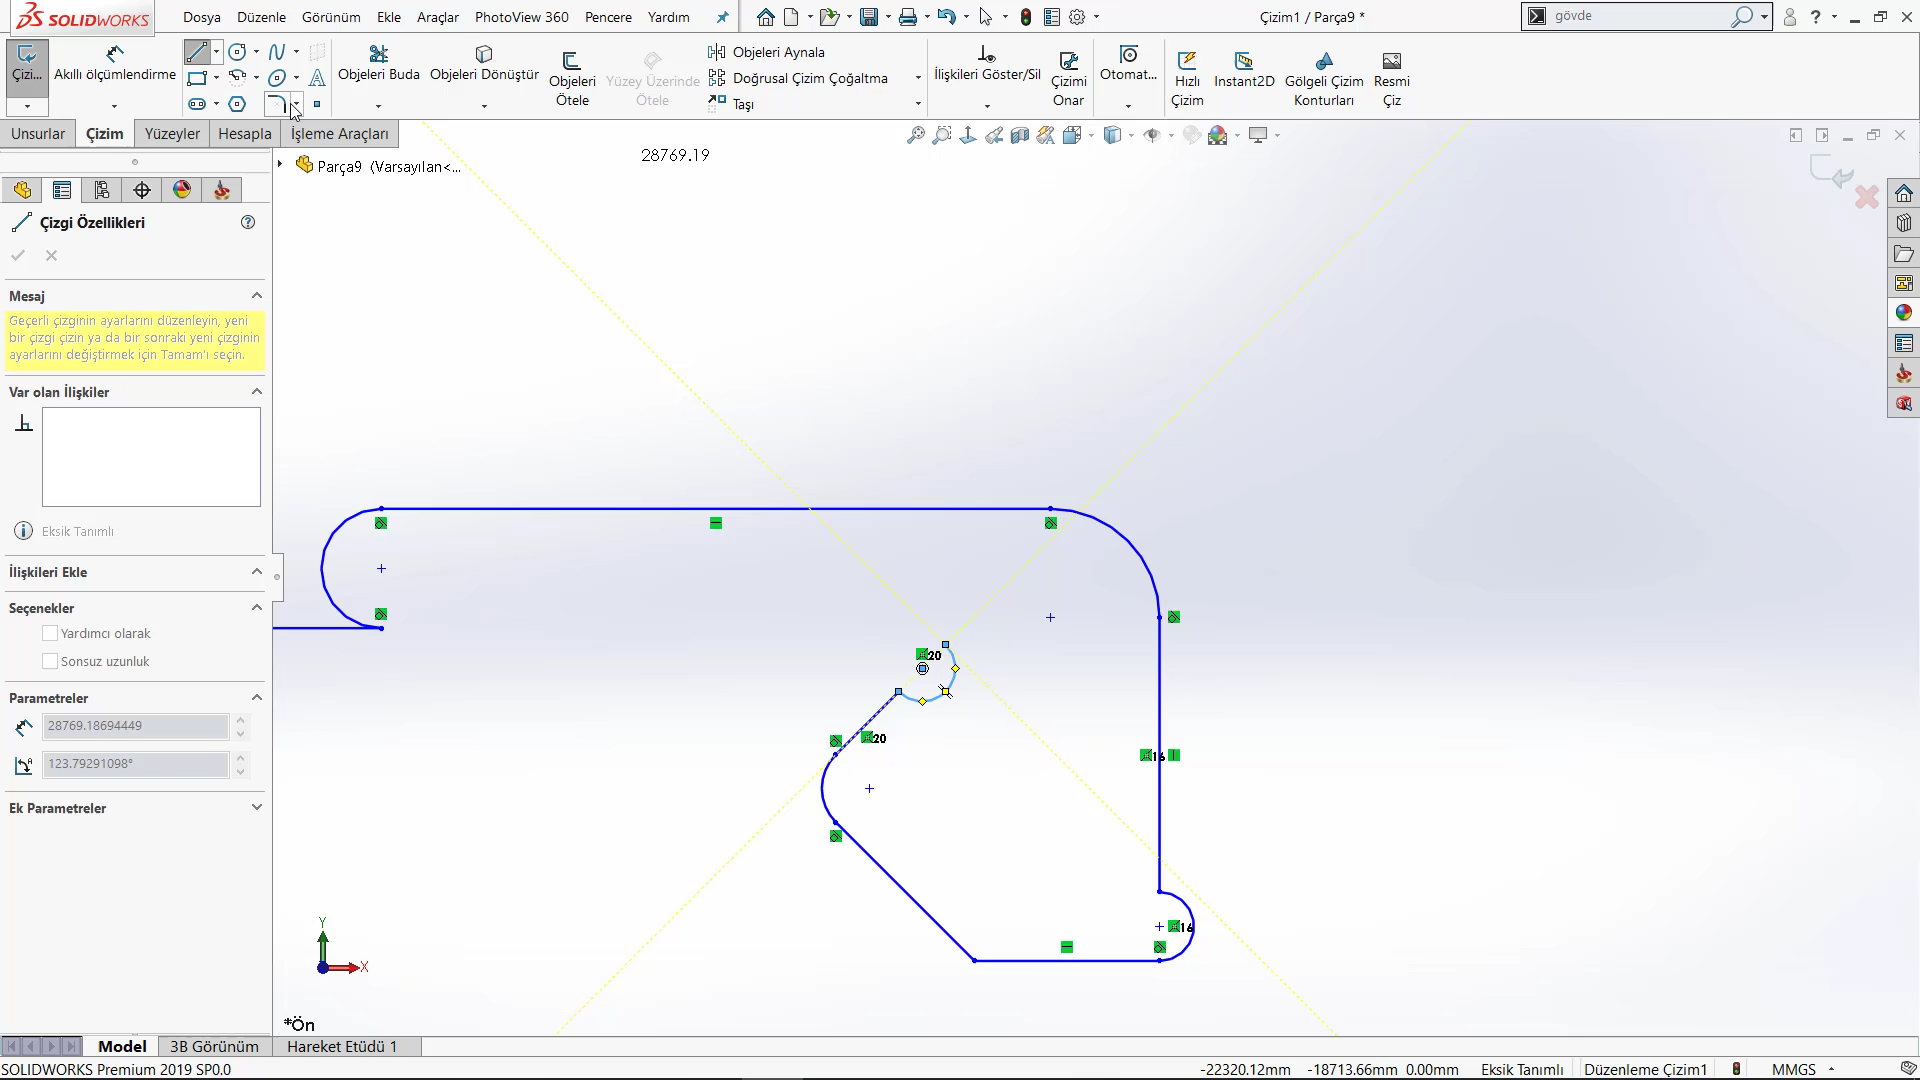 SOLIDWORKS Dosya Düzenle Görünüm Ekle Araçlar PhotoView 360 Pencere Yardım Çizim1 / Parça9 * gövde ?
Çizi... Akıllı ölçümlendirme Objeleri Buda Objeleri Dönüştür Objeleri Ötele Yüzey Üzerinde Ötele
Objeleri Aynala
Doğrusal Çizim Çoğaltma
Taşı
İlişkileri Göster/Sil Çizimi Onar Otomat... Hızlı Çizim Instant2D Gölgeli Çizim Konturları Resmi Çiz
Unsurlar Çizim Yüzeyler Hesapla İşleme Araçları
28769.19
Parça9 (Varsayılan<...
Çizgi Özellikleri
Mesaj
Geçerli çizginin ayarlarını düzenleyin, yeni
bir çizgi çizin ya da bir sonraki yeni çizginin
ayarlarını değiştirmek için Tamam'ı seçin.
Var olan İlişkiler
Eksik Tanımlı
İlişkileri Ekle
Seçenekler
Yardımcı olarak
Sonsuz uzunluk
Parametreler
28769.18694449
123.79291098°
Ek Parametreler
20
20
16
16
Y
X
*Ön
Model 3B Görünüm Hareket Etüdü 1
SOLIDWORKS Premium 2019 SP0.0 -22320.12mm -18713.66mm 0.00mm Eksik Tanımlı Düzenleme Çizim1 MMGS